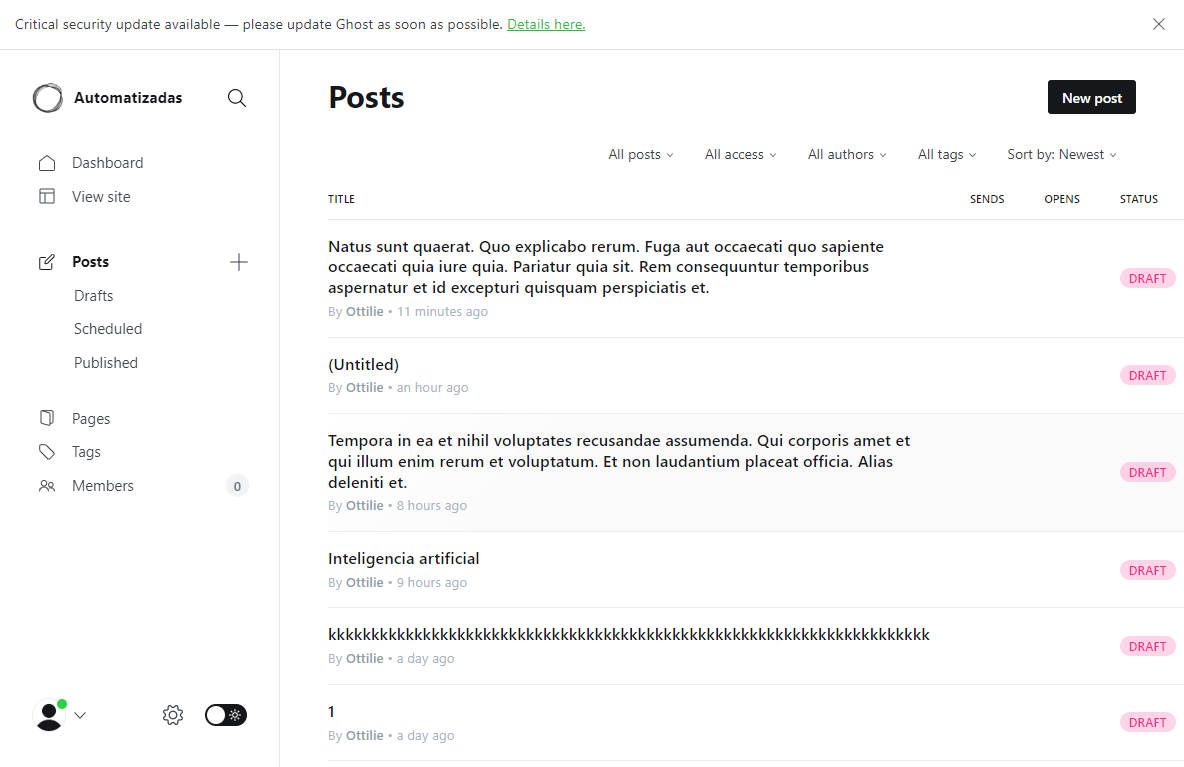 Critical security update available — please update Ghost as soon as possible. Details here.
Automatizadas
Dashboard
View site
Posts
Drafts
Scheduled
Published
Pages
Tags
Members 0
Posts
New post
All posts All access All authors All tags Sort by: Newest
TITLE SENDS OPENS STATUS
Natus sunt quaerat. Quo explicabo rerum. Fuga aut occaecati quo sapiente
occaecati quia iure quia. Pariatur quia sit. Rem consequuntur temporibus
aspernatur et id excepturi quisquam perspiciatis et.
By Ottilie • 11 minutes ago
DRAFT
(Untitled)
By Ottilie • an hour ago
DRAFT
Tempora in ea et nihil voluptates recusandae assumenda. Qui corporis amet et
qui illum enim rerum et voluptatum. Et non laudantium placeat officia. Alias
deleniti et.
By Ottilie • 8 hours ago
DRAFT
Inteligencia artificial
By Ottilie • 9 hours ago
DRAFT
kkkkkkkkkkkkkkkkkkkkkkkkkkkkkkkkkkkkkkkkkkkkkkkkkkkkkkkkkkkkkkkkkkkkkk
By Ottilie • a day ago
DRAFT
1
By Ottilie • a day ago
DRAFT